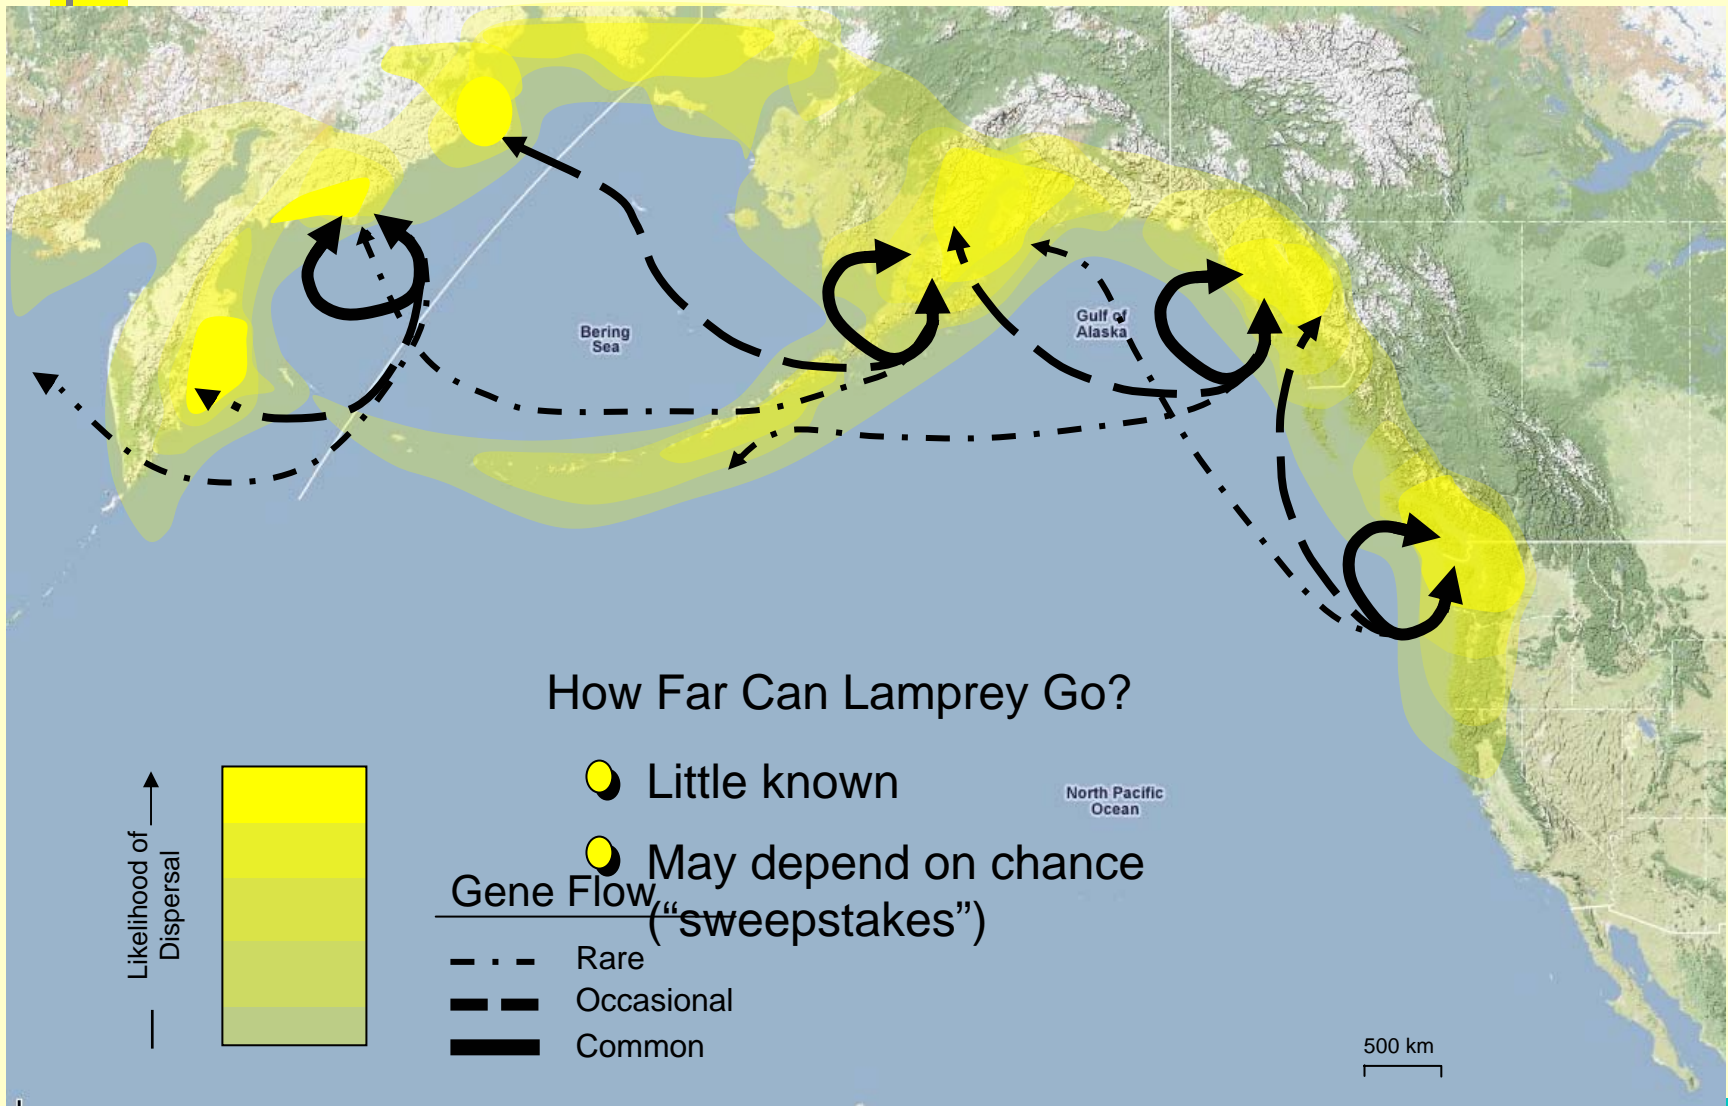 Bering
Sea
Gulf of
Alaska
How Far Can Lamprey Go?
Little known
North Pacific
Ocean
May depend on chance
(“sweepstakes”)
Likelihood of
Dispersal
Gene Flow
Rare
Occasional
Common
500 km